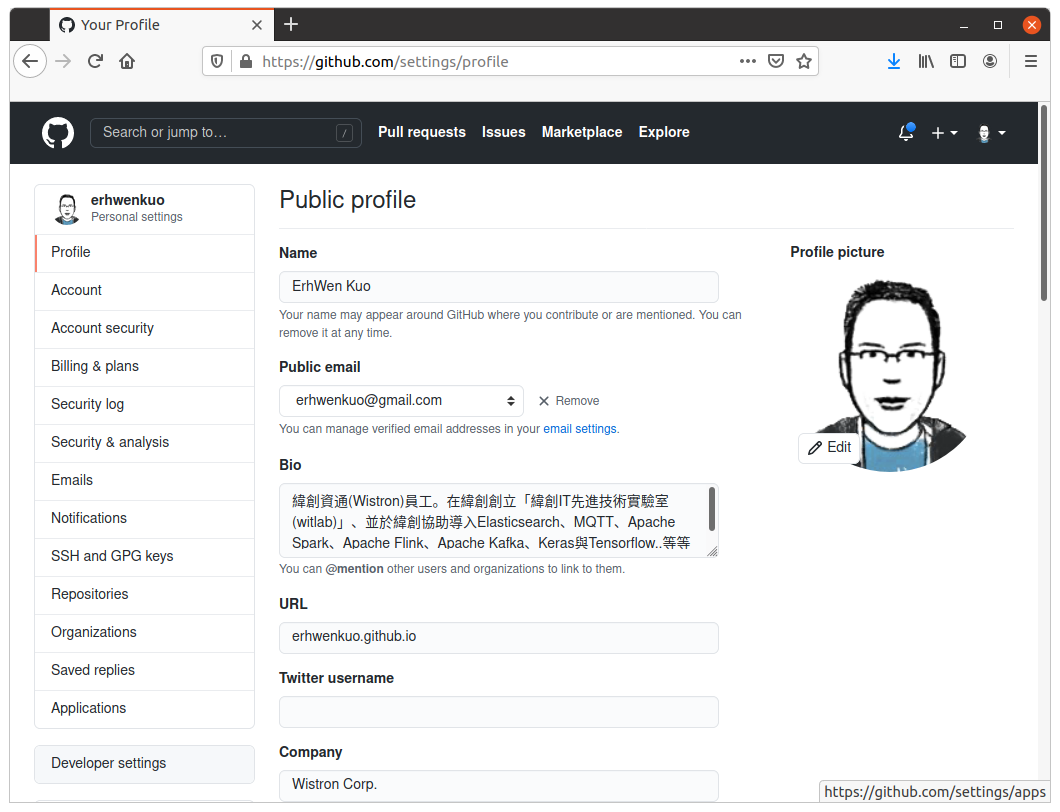 Your Profile
https://github.com/settings/profile
Search or jump to…
/
Pull requests
Issues
Marketplace
Explore
erhwenkuo
Personal settings
Profile
Account
Account security
Billing & plans
Security log
Security & analysis
Emails
Notifications
SSH and GPG keys
Repositories
Organizations
Saved replies
Applications
Developer settings
Public profile
Name
ErhWen Kuo
Your name may appear around GitHub where you contribute or are mentioned. You can
remove it at any time.
Public email
erhwenkuo@gmail.com
Remove
You can manage verified email addresses in your email settings.
Bio
緯創資通(Wistron)員工。在緯創創立「緯創IT先進技術實驗室
(witlab)」、並於緯創協助導入Elasticsearch、MQTT、Apache
Spark、Apache Flink、Apache Kafka、Keras與Tensorflow..等等
You can @mention other users and organizations to link to them.
URL
erhwenkuo.github.io
Twitter username
Company
Wistron Corp.
Profile picture
Edit
https://github.com/settings/apps